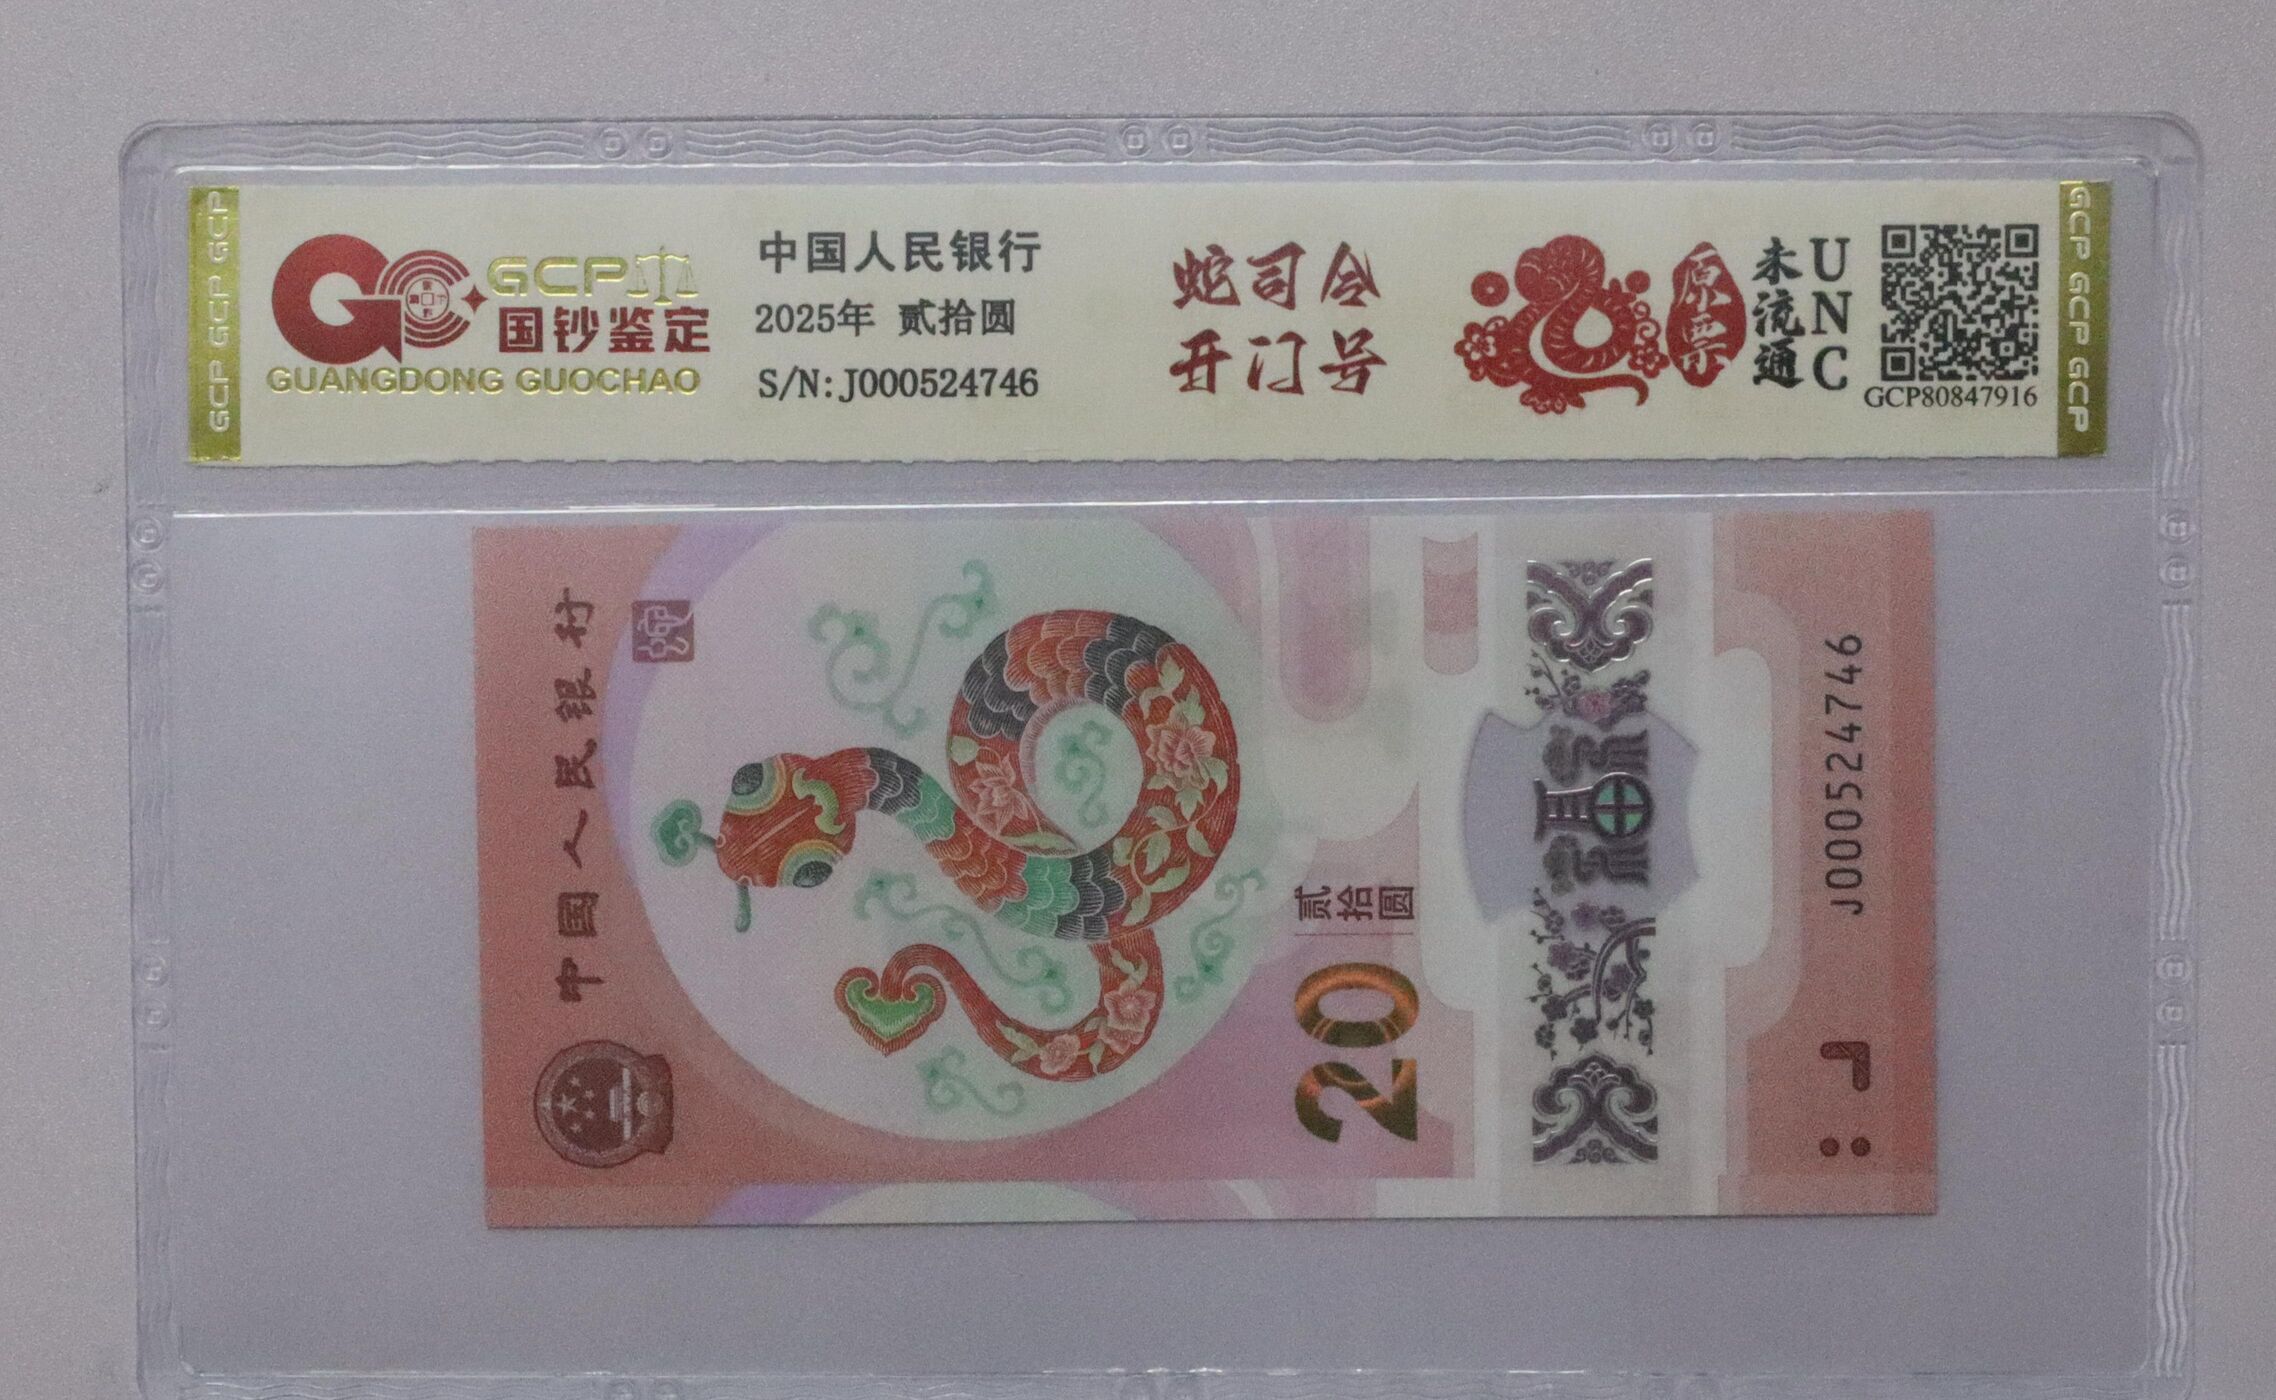 GCP GCP GCP
GCP
国钞鉴定
GUANGDONG GUOCHAO
中国人民银行
2025年 贰拾圆
S/N:J000524746
蛇司令
开门号
原票
未流通
UNC
GCP80847916
GCP GCP GCP
中国人民银行
贰拾圆
20
J000524746